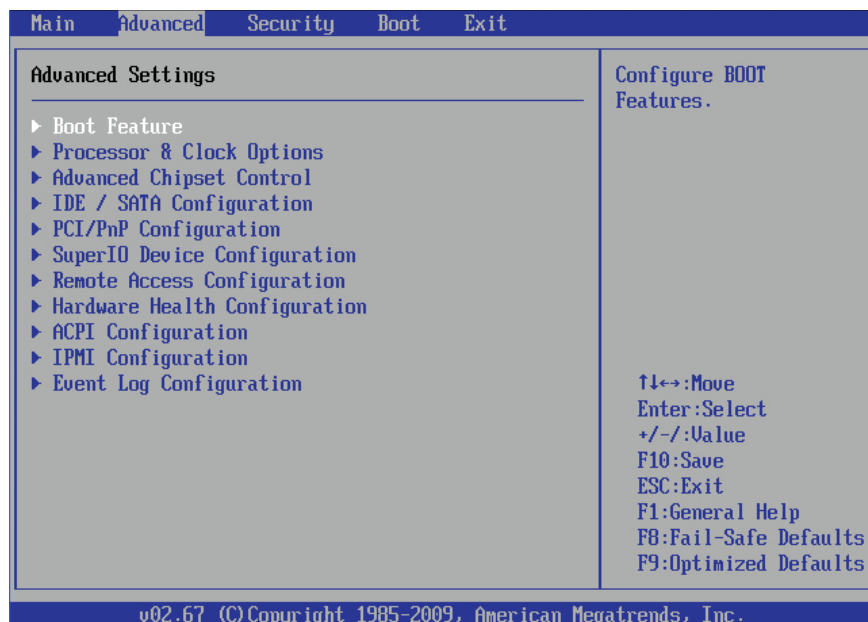 Main Advanced Security Boot Exit
Advanced Settings
▶ Boot Feature
▶ Processor & Clock Options
▶ Advanced Chipset Control
▶ IDE / SATA Configuration
▶ PCI/PnP Configuration
▶ SuperIO Device Configuration
▶ Remote Access Configuration
▶ Hardware Health Configuration
▶ ACPI Configuration
▶ IPMI Configuration
▶ Event Log Configuration
Configure BOOT
Features.
↑↓←→:Move
Enter:Select
+/-/:Value
F10:Save
ESC:Exit
F1:General Help
F8:Fail-Safe Defaults
F9:Optimized Defaults
v02.67 (C)Copyright 1985-2009, American Megatrends, Inc.